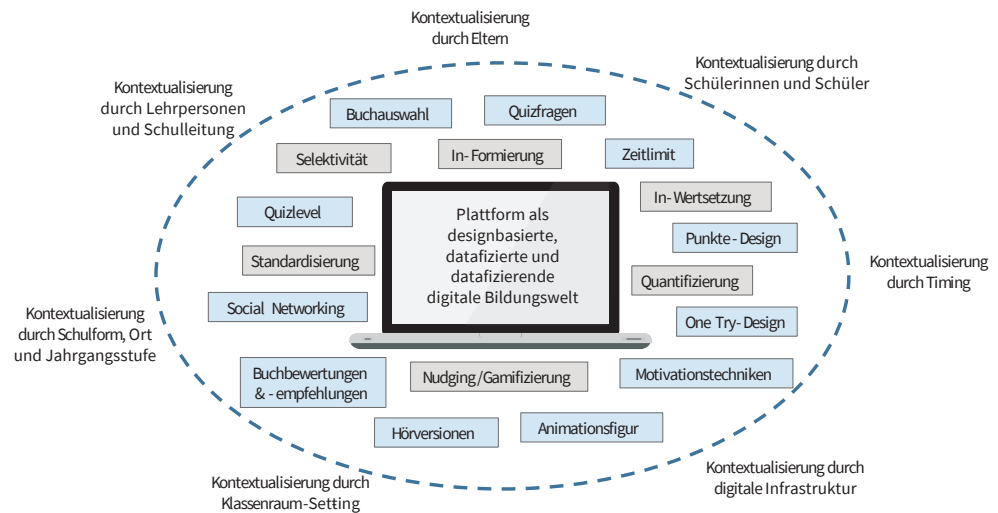 Kontextualisierung
durch Eltern
Kontextualisierung durch
Schülerinnen und Schüler
Kontextualisierung
durch Lehrpersonen
und Schulleitung
Buchauswahl
Quizfragen
Selektivität
In-Formierung
Zeitlimit
In-Wertsetzung
Quizlevel
Plattform als
designbasierte,
datafizierte und
datafizierende
digitale Bildungswelt
Punkte-Design
Standardisierung
Quantifizierung
Kontextualisierung
durch Timing
Social Networking
One Try-Design
Kontextualisierung
durch Schulform, Ort
und Jahrgangsstufe
Buchbewertungen
& -empfehlungen
Nudging/Gamifizierung
Motivationstechniken
Hörversionen
Animationsfigur
Kontextualisierung durch
Klassenraum-Setting
Kontextualisierung durch
digitale Infrastruktur